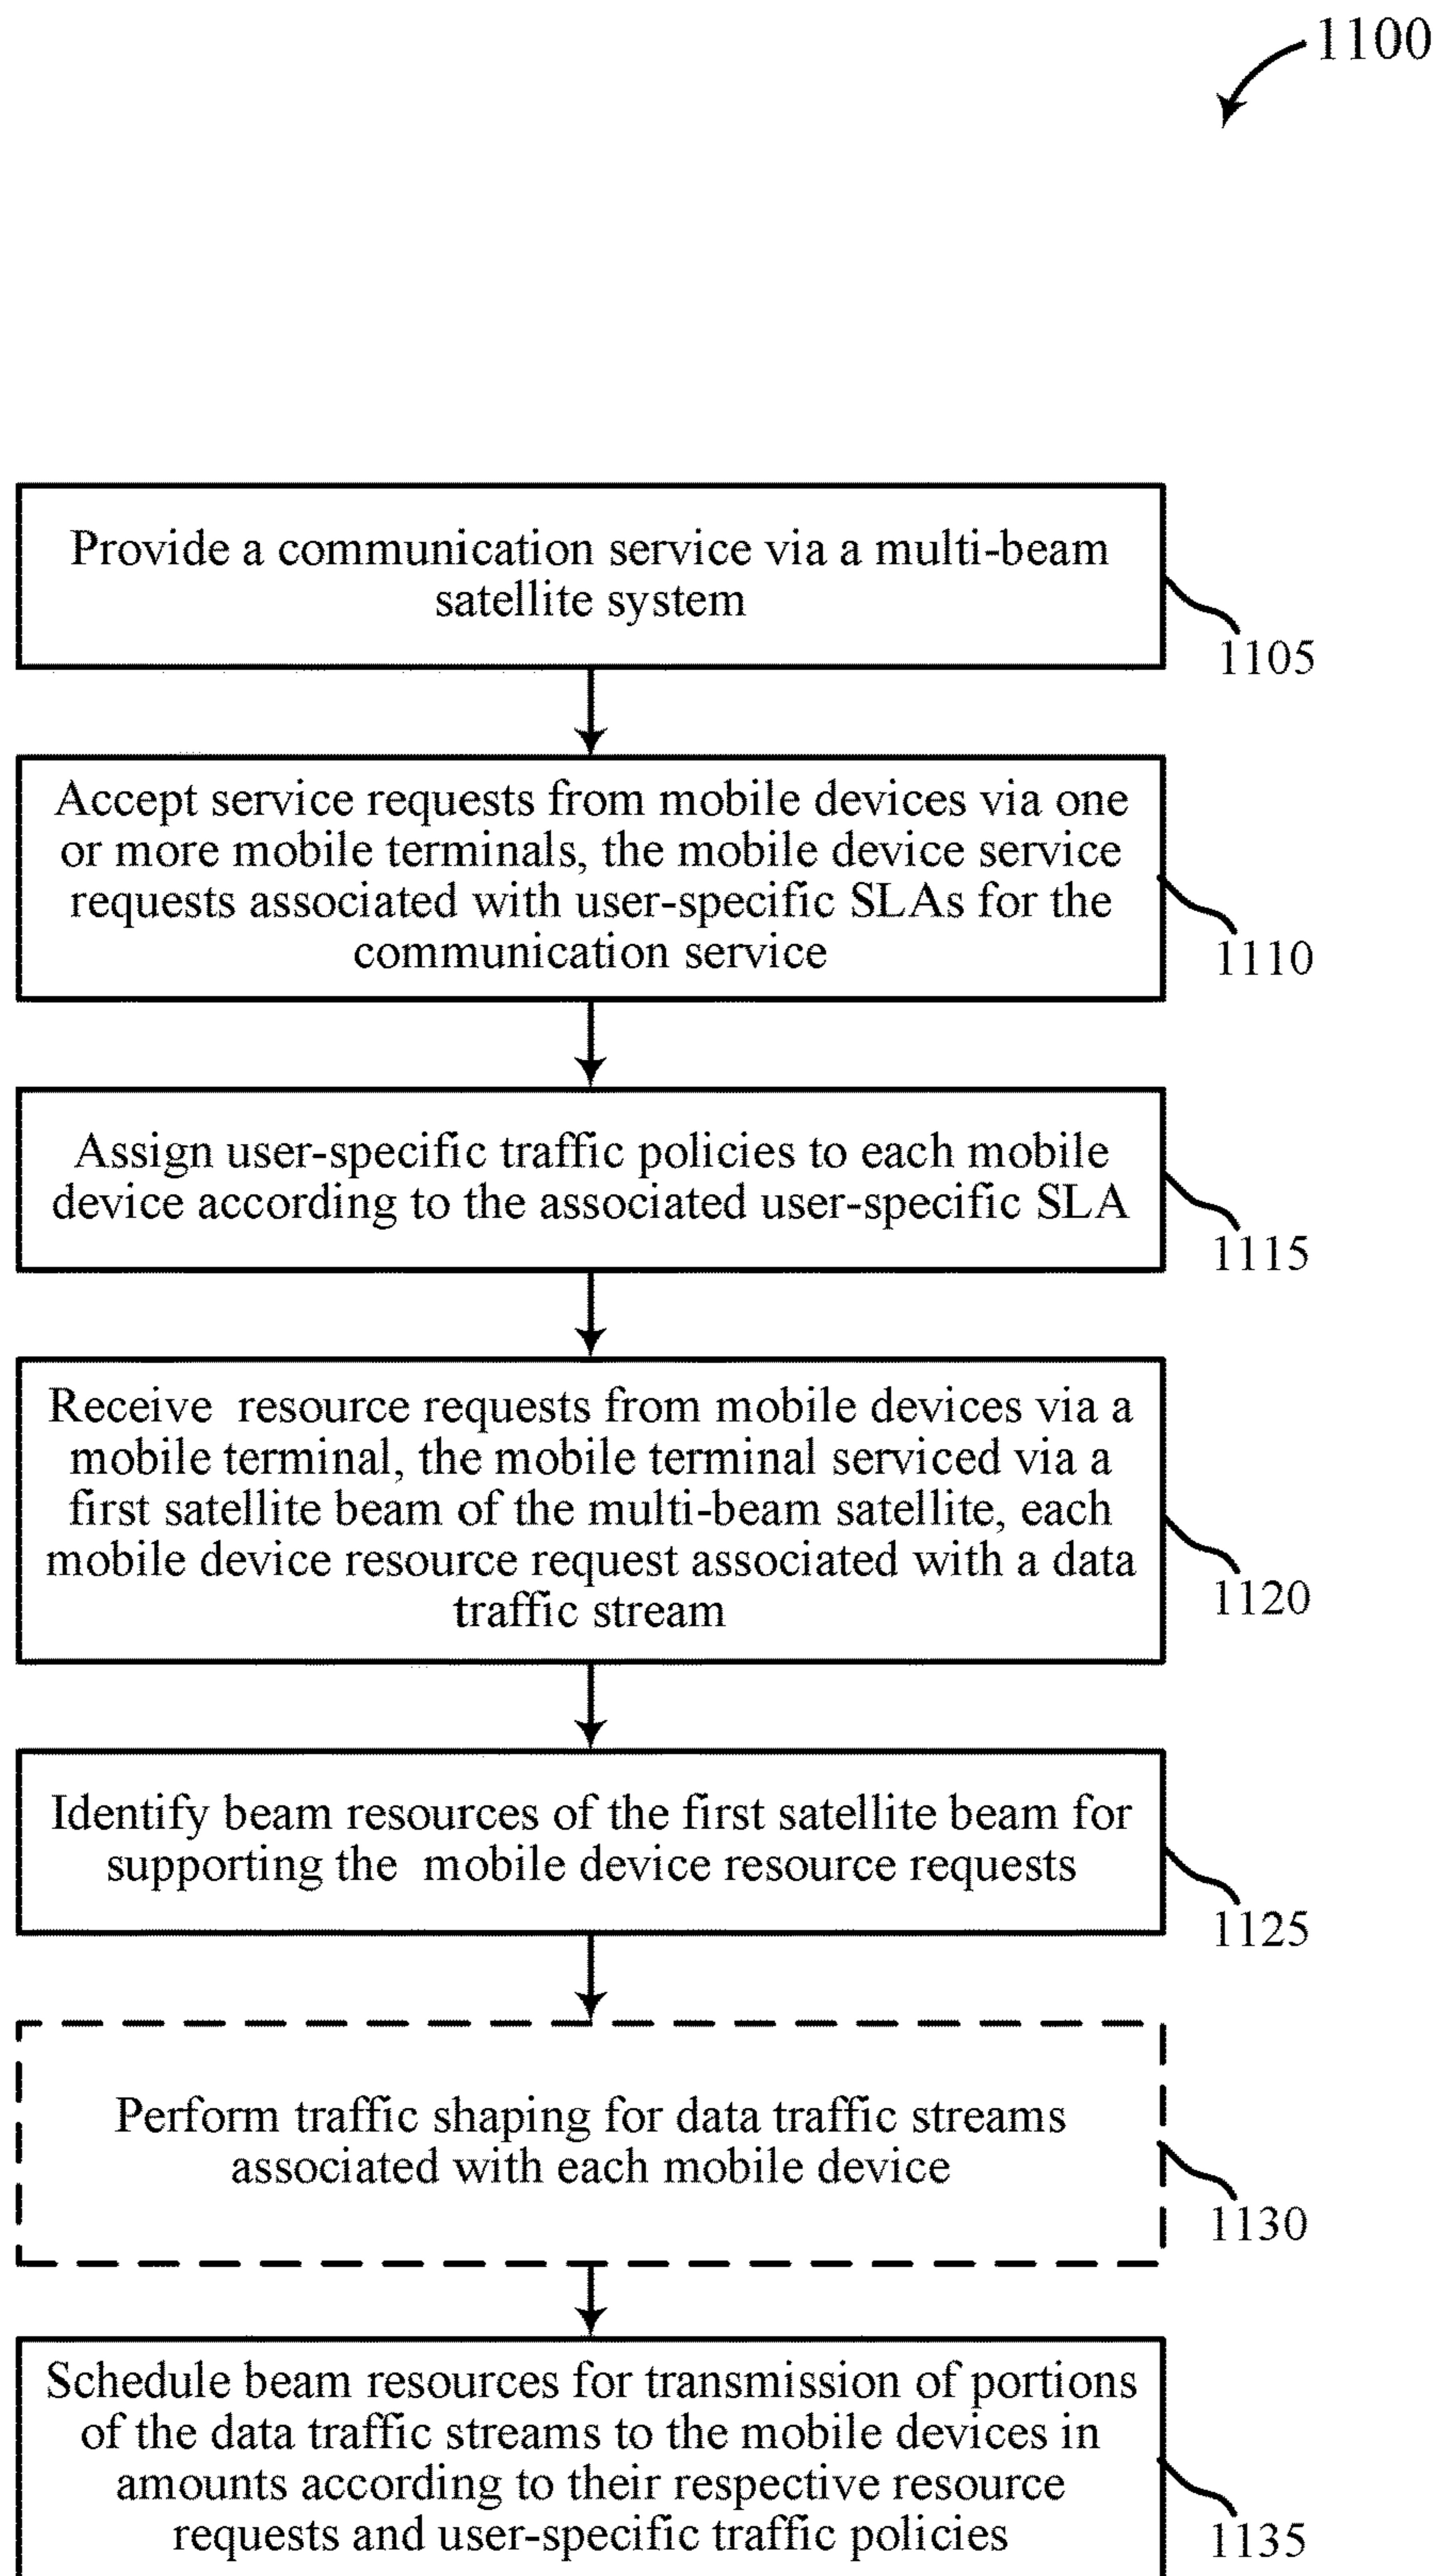 1100
Provide a communication service via a multi-beam
satellite system
1105
Accept service requests from mobile devices via one
or more mobile terminals, the mobile device service
requests associated with user-specific SLAs for the
communication service
1110
Assign user-specific traffic policies to each mobile
device according to the associated user-specific SLA
1115
Receive resource requests from mobile devices via a
mobile terminal, the mobile terminal serviced via a
first satellite beam of the multi-beam satellite, each
mobile device resource request associated with a data
traffic stream
1120
Identify beam resources of the first satellite beam for
supporting the mobile device resource requests
1125
Perform traffic shaping for data traffic streams
associated with each mobile device
1130
Schedule beam resources for transmission of portions
of the data traffic streams to the mobile devices in
amounts according to their respective resource
requests and user-specific traffic policies
1135